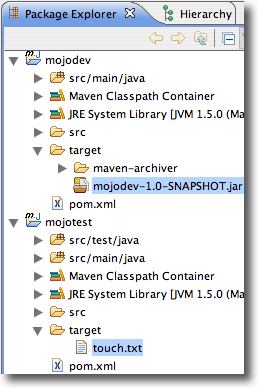 Package Explorer
Hierarchy
mojodev
src/main/java
Maven Classpath Container
JRE System Library [JVM 1.5.0 (Ma
src
target
maven-archiver
mojodev-1.0-SNAPSHOT.jar
pom.xml
mojotest
src/test/java
src/main/java
Maven Classpath Container
JRE System Library [JVM 1.5.0 (Ma
src
target
touch.txt
pom.xml